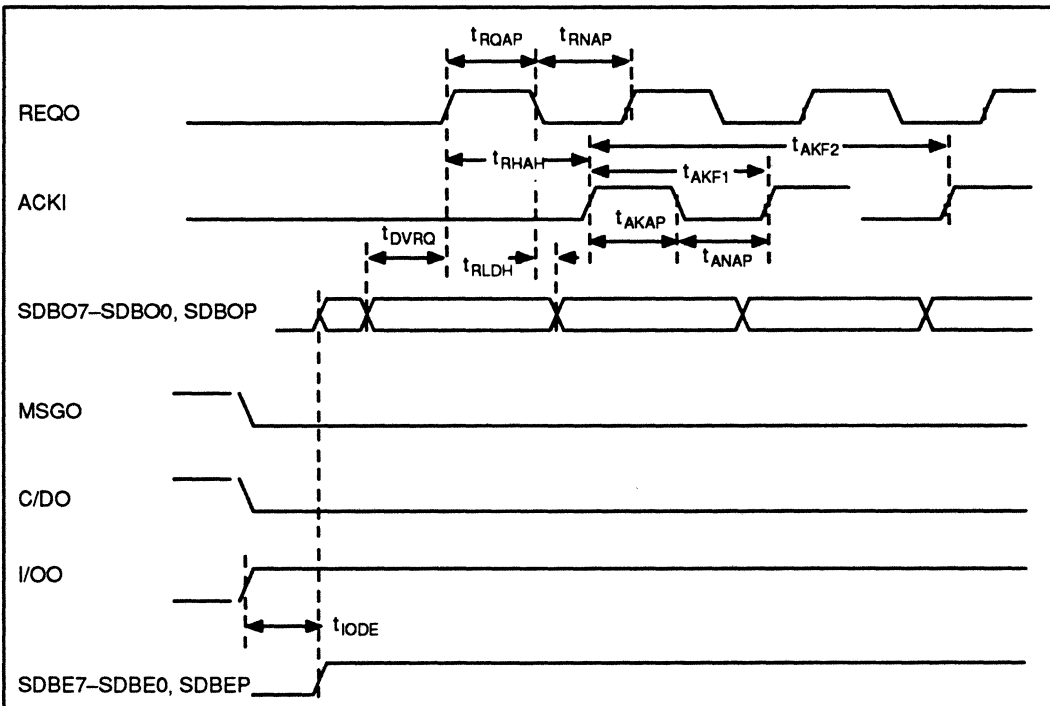 tRQAP
tRNAP
REQO
tAKF2
tRHAH
tAKF1
ACKI
tAKAP
tDVRQ
tANAP
tRLDH
SDBO7–SDBO0, SDBOP
MSGO
C/DO
I/OO
tIODE
SDBE7–SDBE0, SDBEP